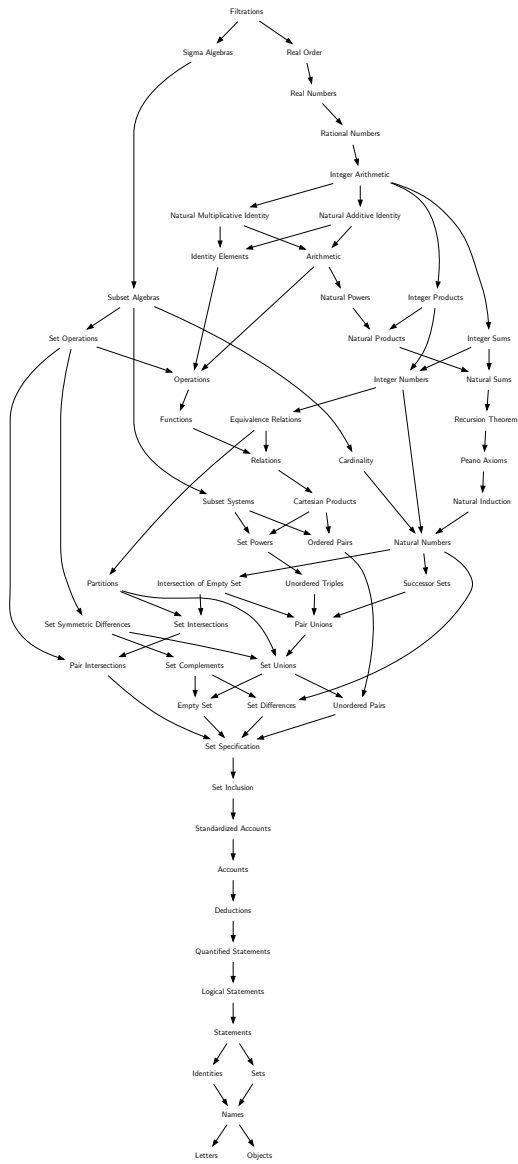 Filtrations
Sigma Algebras
Real Order
Real Numbers
Rational Numbers
Integer Arithmetic
Natural Multiplicative Identity
Natural Additive Identity
Identity Elements
Arithmetic
Subset Algebras
Natural Powers
Integer Products
Set Operations
Natural Products
Integer Sums
Operations
Integer Numbers
Natural Sums
Functions
Equivalence Relations
Recursion Theorem
Relations
Cardinality
Peano Axioms
Subset Systems
Cartesian Products
Natural Induction
Set Powers
Ordered Pairs
Natural Numbers
Partitions
Intersection of Empty Set
Unordered Triples
Successor Sets
Set Symmetric Differences
Set Intersections
Pair Unions
Pair Intersections
Set Complements
Set Unions
Empty Set
Set Differences
Unordered Pairs
Set Specification
Set Inclusion
Standardized Accounts
Accounts
Deductions
Quantified Statements
Logical Statements
Statements
Identities
Sets
Names
Letters
Objects